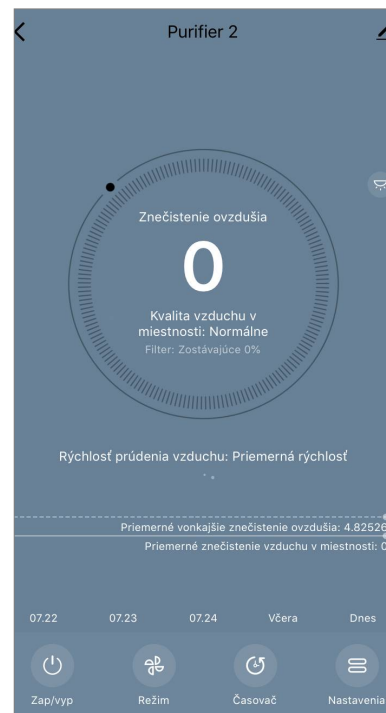 Purifier 2
Znečistenie ovzdušia
0
Kvalita vzduchu v
miestnosti: Normálne
Filter: Zostávajúce 0%
Rýchlosť prúdenia vzduchu: Priemerná rýchlosť
Priemerné vonkajšie znečistenie ovzdušia: 4.82526
Priemerné znečistenie vzduchu v miestnosti: 0
07.22 07.23 07.24 Včera Dnes
Zap/vyp Režim Časovač Nastavenia